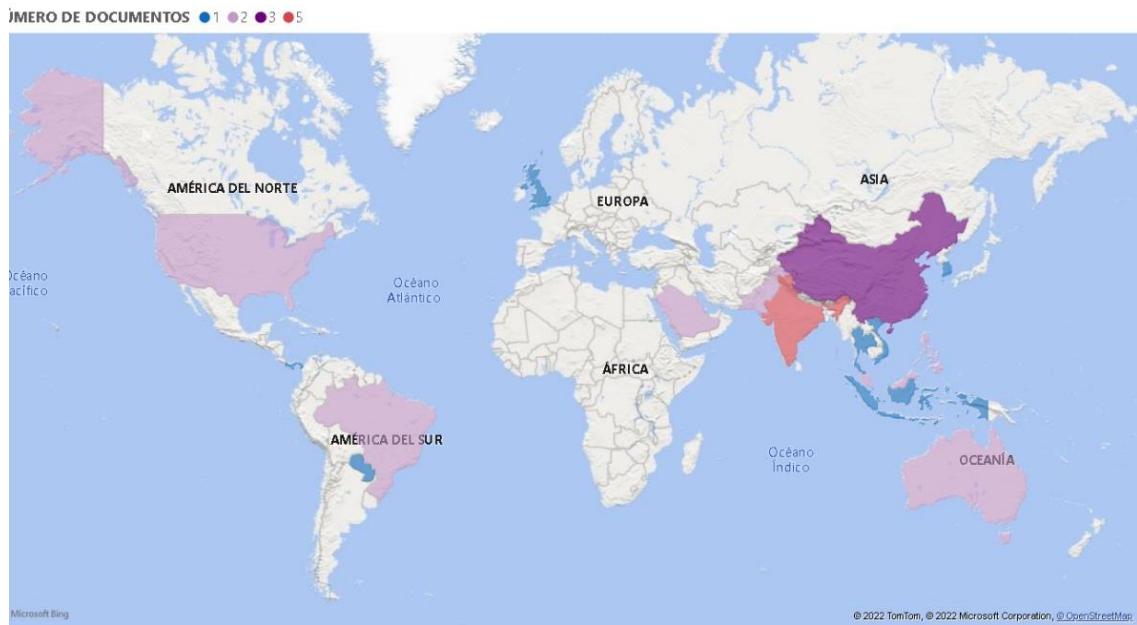 ÚMERO DE DOCUMENTOS 1 2 3 5
AMÉRICA DEL NORTE
EUROPA
ASIA
Océano
acífico
Océano
Atlántico
ÁFRICA
AMÉRICA DEL SUR
Océano
Índico
OCEANÍA
Microsoft Bing
© 2022 TomTom, © 2022 Microsoft Corporation, © OpenStreetMap